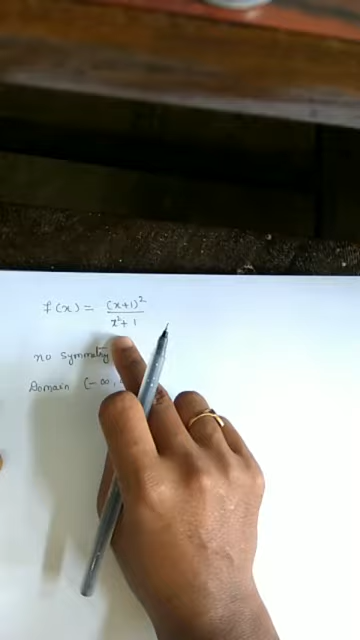 f(x) = (x+1)²/x²+1
no symmetry
Domain (-∞,